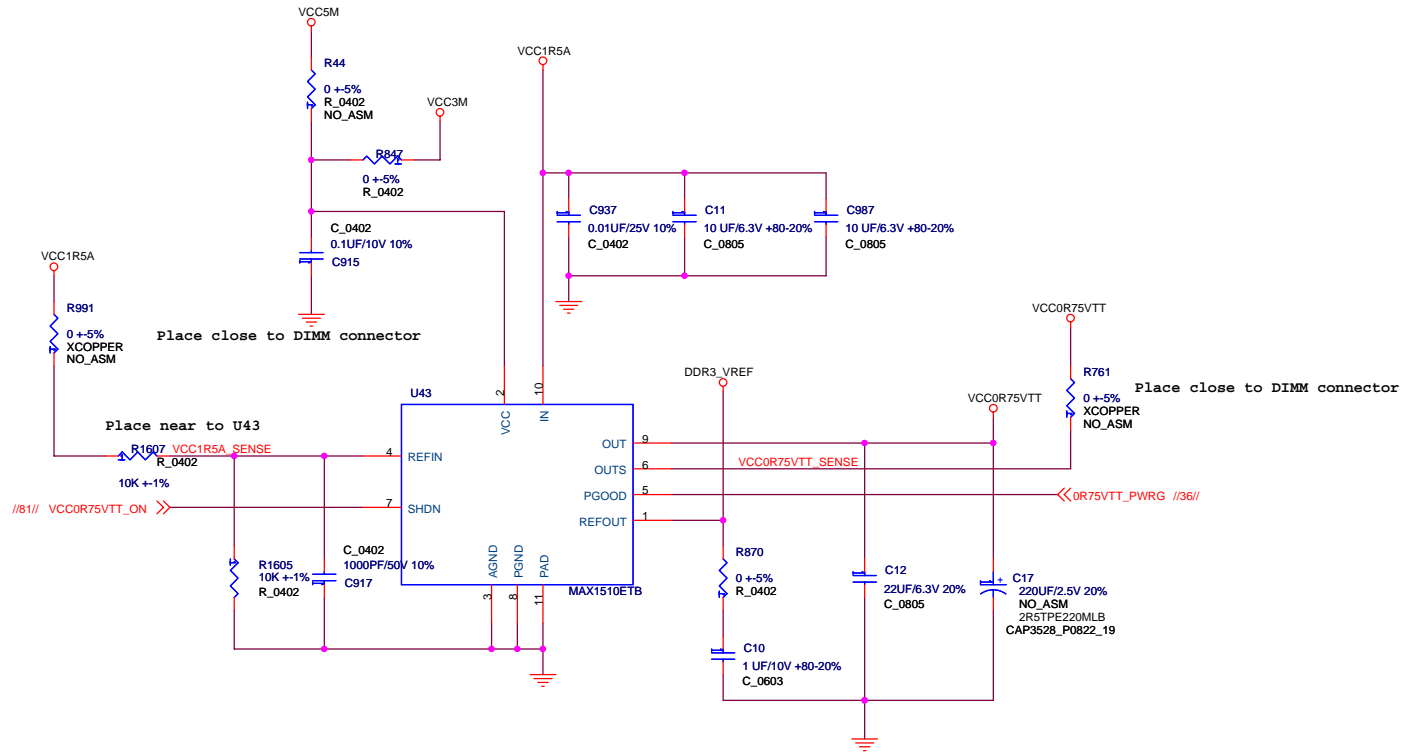 VCC5M
R44
0 +-5%
R_0402
NO_ASM
VCC3M
R847
0 +-5%
R_0402
VCC1R5A
C_0402
0.1UF/10V 10%
C915
C937
0.01UF/25V 10%
C_0402
C11
10 UF/6.3V +80-20%
C_0805
C987
10 UF/6.3V +80-20%
C_0805
VCC1R5A
R991
0 +-5%
XCOPPER
NO_ASM
Place close to DIMM connector
Place near to U43
R1607
VCC1R5A_SENSE
R_0402
10K +-1%
//81// VCC0R75VTT_ON
R1605
10K +-1%
R_0402
C_0402
1000PF/50V 10%
C917
U43
2
10
VCC
IN
4
REFIN
7
SHDN
OUT
9
OUTS
6
PGOOD
5
REFOUT
1
AGND
PGND
PAD
3
8
11
MAX1510ETB
DDR3_VREF
VCC0R75VTT
R761
0 +-5%
XCOPPER
NO_ASM
Place close to DIMM connector
VCC0R75VTT
VCC0R75VTT_SENSE
0R75VTT_PWRG //36//
R870
0 +-5%
R_0402
C10
1 UF/10V +80-20%
C_0603
C12
22UF/6.3V 20%
C_0805
+
C17
220UF/2.5V 20%
NO_ASM
2R5TPE220MLB
CAP3528_P0822_19